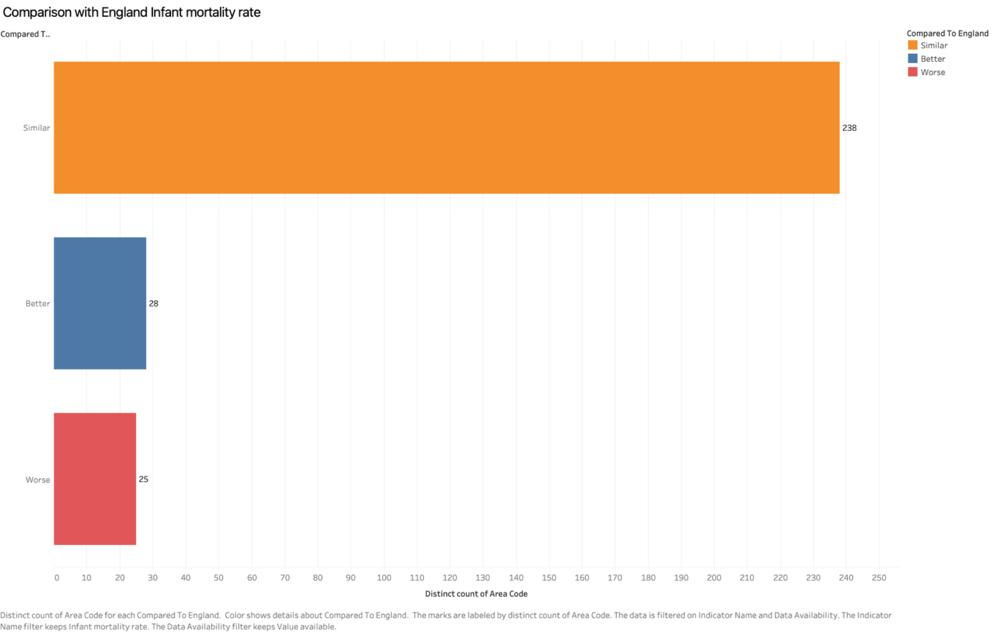 Comparison with England Infant mortality rate
Compared T..
Compared To England
Similar
Better
Worse
Similar
238
Better
28
Worse
25
0 10 20 30 40 50 60 70 80 90 100 110 120 130 140 150 160 170 180 190 200 210 220 230 240 250
Distinct count of Area Code
Distinct count of Area Code for each Compared To England.  Color shows details about Compared To England.  The marks are labeled by distinct count of Area Code. The data is filtered on Indicator Name and Data Availability. The Indicator
Name filter keeps Infant mortality rate. The Data Availability filter keeps Value available.